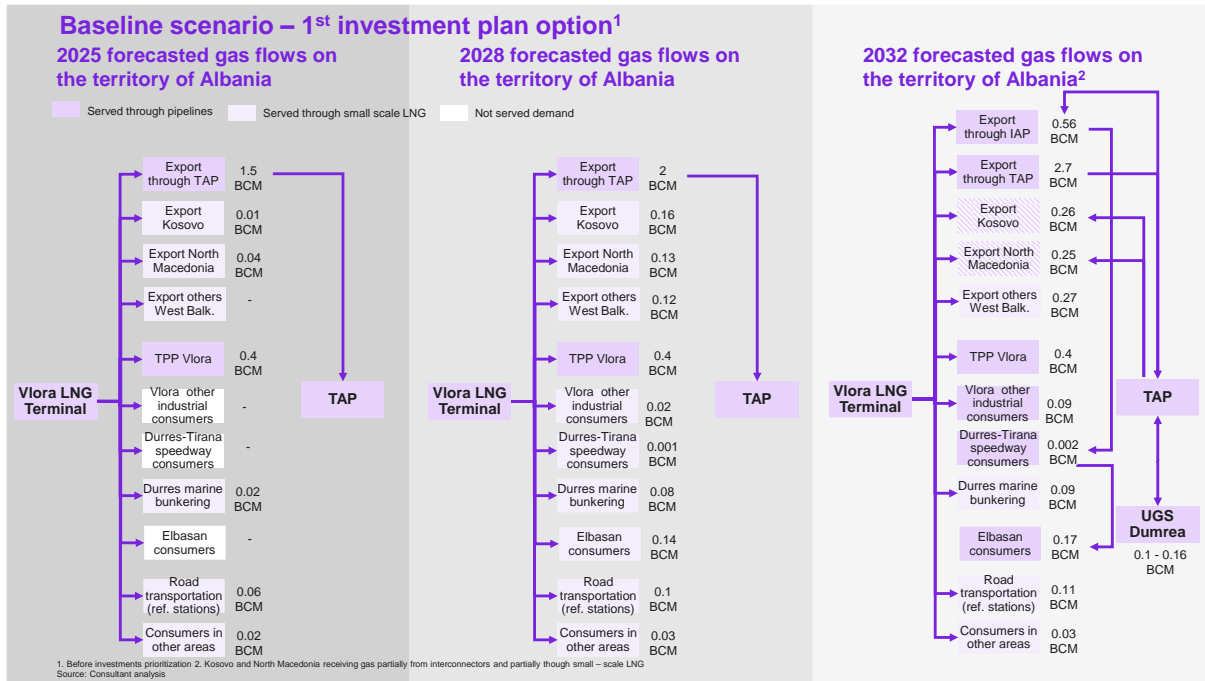 Baseline scenario – 1st investment plan option1
2025 forecasted gas flows on
the territory of Albania
Served through pipelines
Served through small scale LNG
Not served demand
Vlora LNG
Terminal
Export
through TAP
1.5
BCM
Export
Kosovo
0.01
BCM
Export North
Macedonia
0.04
BCM
Export others
West Balk.
-
TPP Vlora
0.4
BCM
Vlora other
industrial
consumers
-
Durres-Tirana
speedway
consumers
-
Durres marine
bunkering
0.02
BCM
Elbasan
consumers
-
Road
transportation
(ref. stations)
0.06
BCM
Consumers in
other areas
0.02
BCM
TAP
2028 forecasted gas flows on
the territory of Albania
Vlora LNG
Terminal
Export
through TAP
2
BCM
Export
Kosovo
0.16
BCM
Export North
Macedonia
0.13
BCM
Export others
West Balk.
0.12
BCM
TPP Vlora
0.4
BCM
Vlora other
industrial
consumers
0.02
BCM
Durres-Tirana
speedway
consumers
0.001
BCM
Durres marine
bunkering
0.08
BCM
Elbasan
consumers
0.14
BCM
Road
transportation
(ref. stations)
0.1
BCM
Consumers in
other areas
0.03
BCM
TAP
2032 forecasted gas flows on
the territory of Albania2
Vlora LNG
Terminal
Export
through IAP
0.56
BCM
Export
through TAP
2.7
BCM
Export
Kosovo
0.26
BCM
Export North
Macedonia
0.25
BCM
Export others
West Balk.
0.27
BCM
TPP Vlora
0.4
BCM
Vlora other
industrial
consumers
0.09
BCM
Durres-Tirana
speedway
consumers
0.002
BCM
Durres marine
bunkering
0.09
BCM
Elbasan
consumers
0.17
BCM
Road
transportation
(ref. stations)
0.11
BCM
Consumers in
other areas
0.03
BCM
TAP
UGS
Dumrea
0.1 - 0.16
BCM
1. Before investments prioritization 2. Kosovo and North Macedonia receiving gas partially from interconnectors and partially though small – scale LNG
Source: Consultant analysis